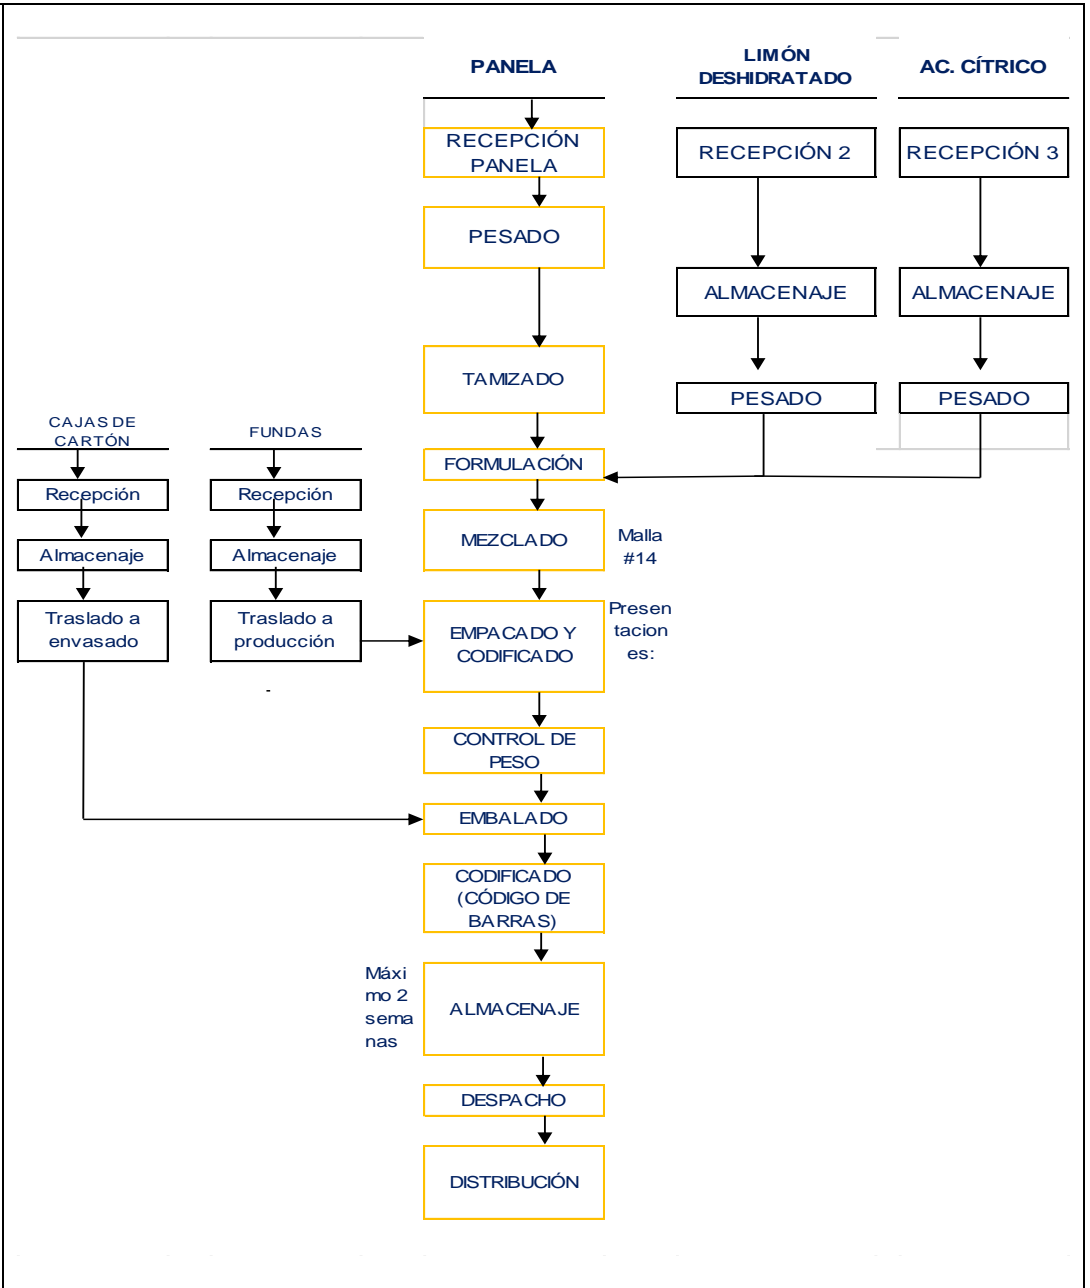 PANELA
LIMÓN
DESHIDRATADO
AC. CÍTRICO
RECEPCIÓN
PANELA
RECEPCIÓN 2
RECEPCIÓN 3
PESADO
ALMACENAJE
ALMACENAJE
TAMIZADO
PESADO
PESADO
CAJAS DE
CARTÓN
FUNDAS
FORMULACIÓN
Recepción
Recepción
MEZCLADO
Malla
#14
Almacenaje
Almacenaje
Traslado a
envasado
Traslado a
producción
EMPACADO Y
CODIFICADO
Presen
tacion
es:
-
CONTROL DE
PESO
EMBALADO
CODIFICADO
(CÓDIGO DE
BARRAS)
Máxi
mo 2
sema
nas
ALMACENAJE
DESPACHO
DISTRIBUCIÓN